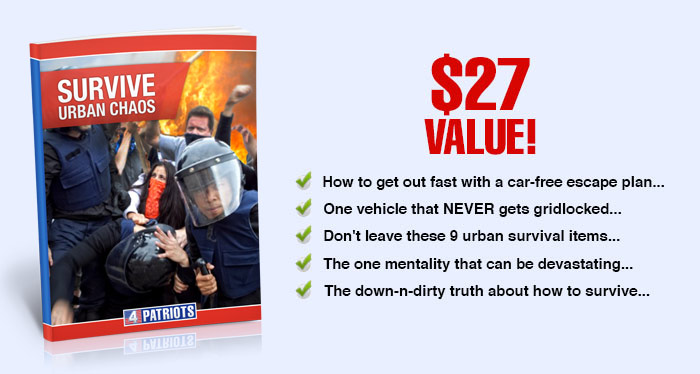 SURVIVE
URBAN CHAOS
4 PATRIOTS
$27
VALUE!
How to get out fast with a car-free escape plan...
One vehicle that NEVER gets gridlocked...
Don't leave these 9 urban survival items...
The one mentality that can be devastating...
The down-n-dirty truth about how to survive...